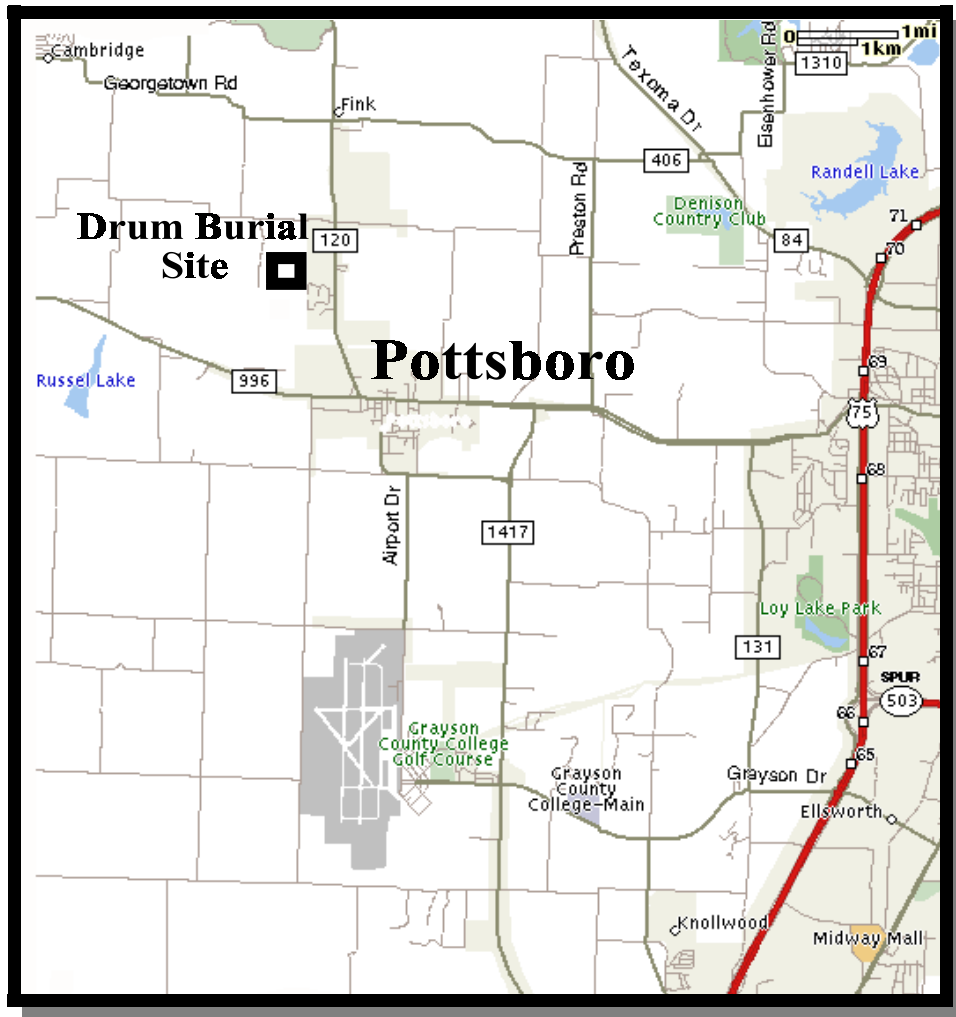 Cambridge
Georgetown Rd
Fink
Texoma Dr
Eisenhower Rd
0
1mi
1km
1310
406
Preston Rd
Randell Lake
Denison
Country Club
71
70
84
Drum Burial
Site
120
Pottsboro
69
Russel Lake
996
75
68
Airport Dr
1417
Loy Lake Park
131
67
SPUR
503
66
65
Grayson
County College
Golf Course
Grayson
County
College-Main
Grayson Dr
Ellsworth
Knollwood
Midway Mall